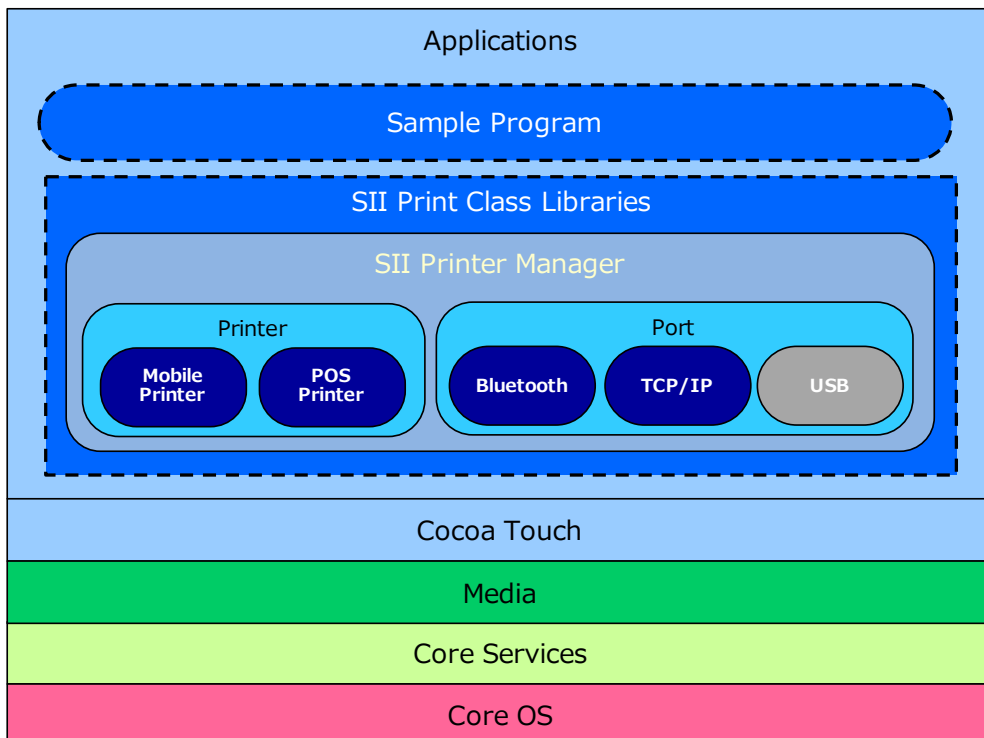 Applications
Sample Program
SII Print Class Libraries
SII Printer Manager
Printer
Mobile
Printer
POS
Printer
Port
Bluetooth
TCP/IP
USB
Cocoa Touch
Media
Core Services
Core OS